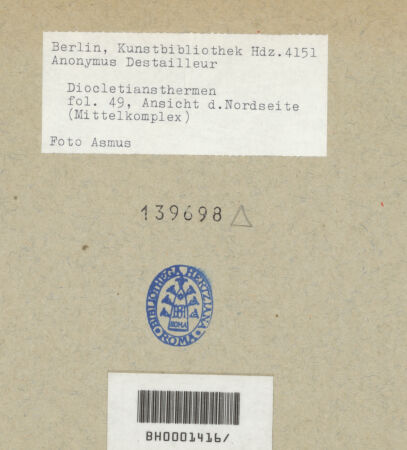 Berlin, Kunstbibliothek Hdz.4151
Anonymus Destailleur
Diocletiansthermen
fol. 49, Ansicht d.Nordseite
(Mittelkomplex)
Foto Asmus
139698
BIBLIOTHECA HERTZIANA
ROMA
ROMA
BH0001416/